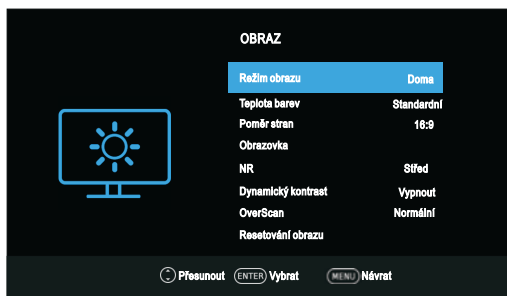 OBRAZ
Režim obrazu Doma
Teplota barev Standardní
Poměr stran 16:9
Obrazovka
NR Střed
Dynamický kontrast Vypnout
OverScan Normální
Resetování obrazu
Přesunout ENTER Vybrat MENU Návrat